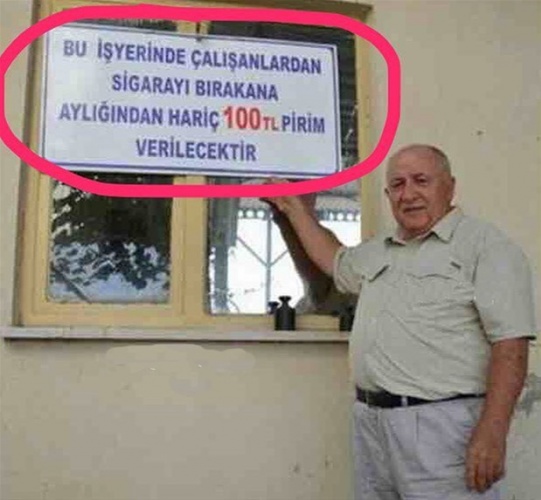 BU İŞYERİNDE ÇALIŞANLARDAN
SİGARAYI BIRAKANA
AYLIĞINDAN HARİÇ 100TL PİRİM
VERİLECEKTİR